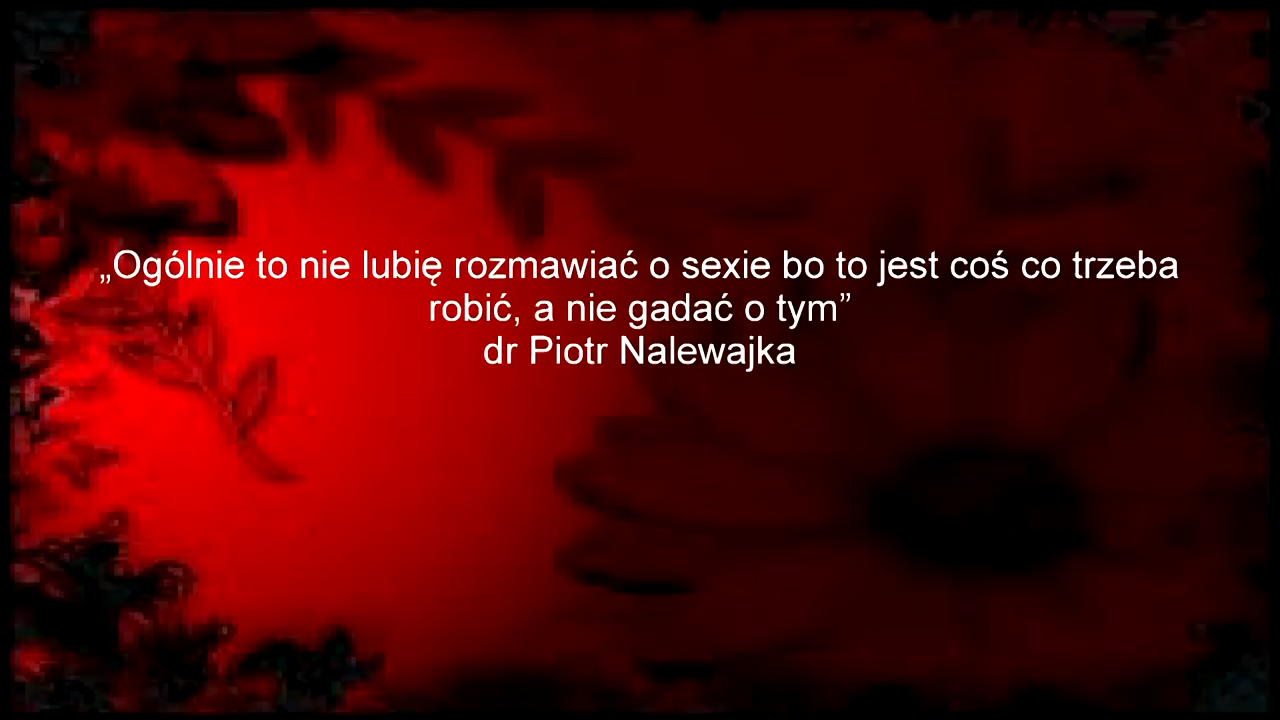 „Ogólnie to nie lubię rozmawiać o sexie bo to jest coś co trzeba
robić, a nie gadać o tym”
dr Piotr Nalewajka